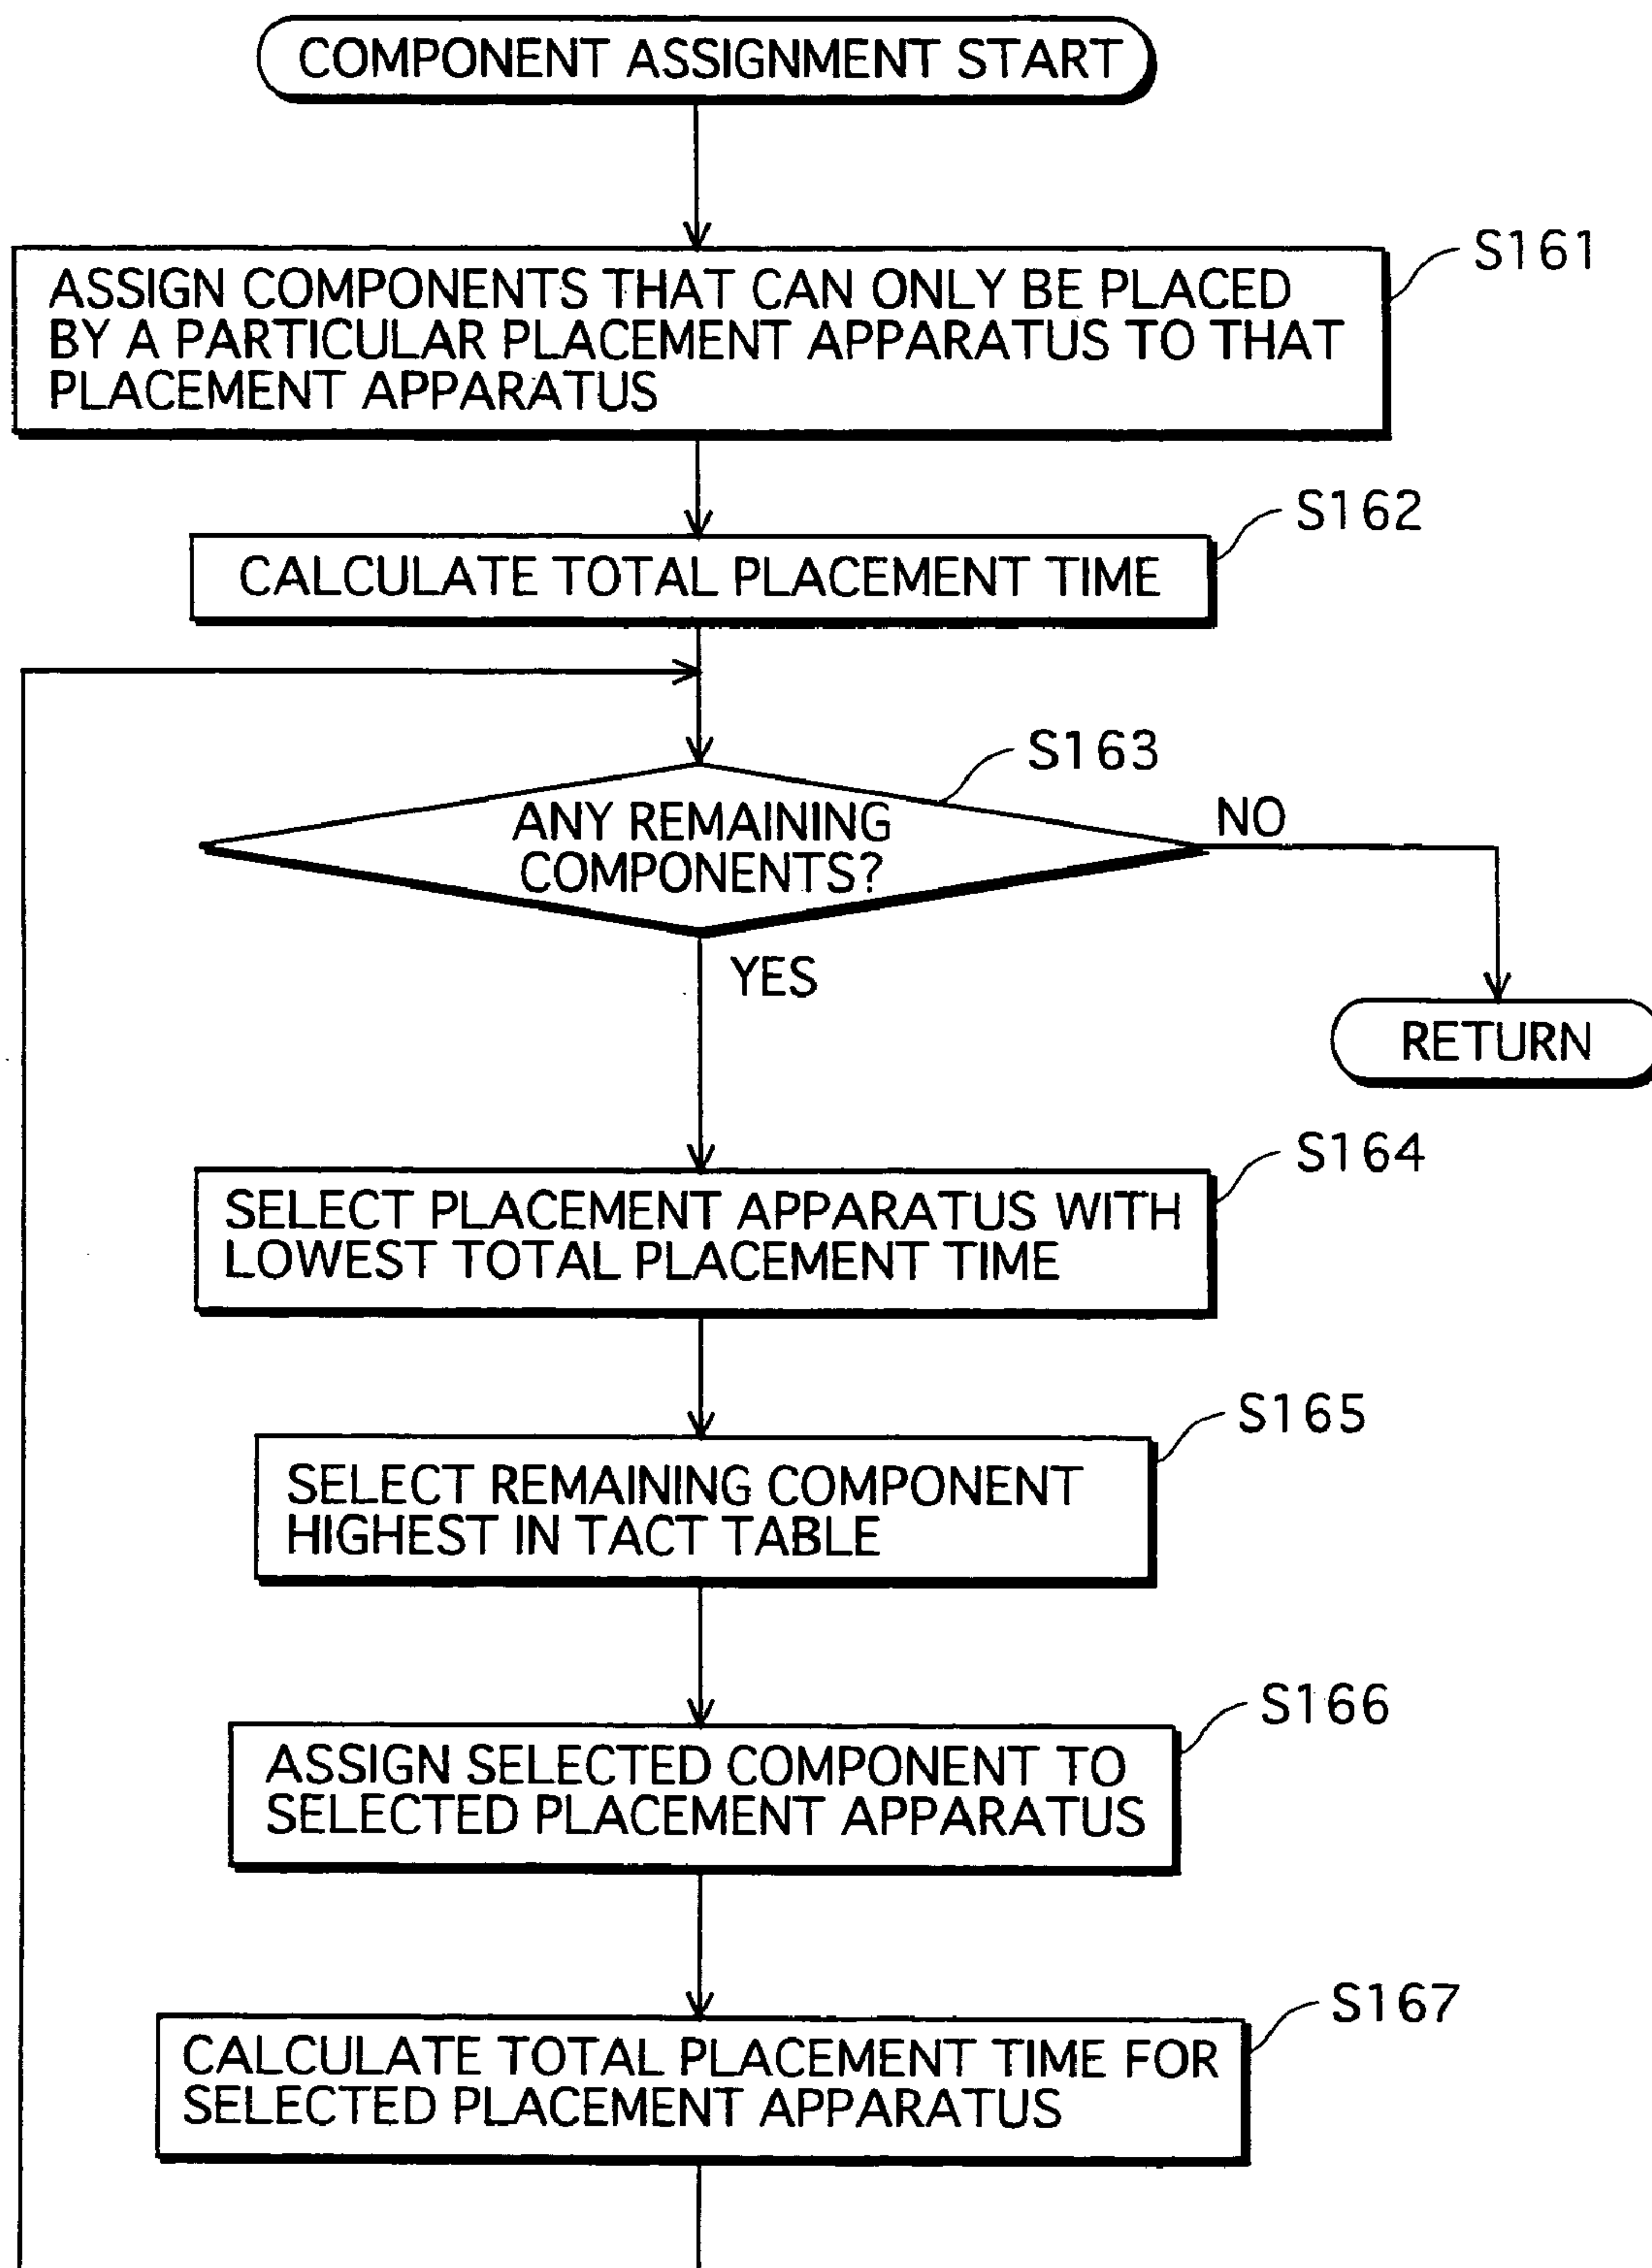 COMPONENT ASSIGNMENT START
S161
ASSIGN COMPONENTS THAT CAN ONLY BE PLACED
BY A PARTICULAR PLACEMENT APPARATUS TO THAT
PLACEMENT APPARATUS
S162
CALCULATE TOTAL PLACEMENT TIME
S163
ANY REMAINING
COMPONENTS?
NO
YES
RETURN
S164
SELECT PLACEMENT APPARATUS WITH
LOWEST TOTAL PLACEMENT TIME
S165
SELECT REMAINING COMPONENT
HIGHEST IN TACT TABLE
S166
ASSIGN SELECTED COMPONENT TO
SELECTED PLACEMENT APPARATUS
S167
CALCULATE TOTAL PLACEMENT TIME FOR
SELECTED PLACEMENT APPARATUS